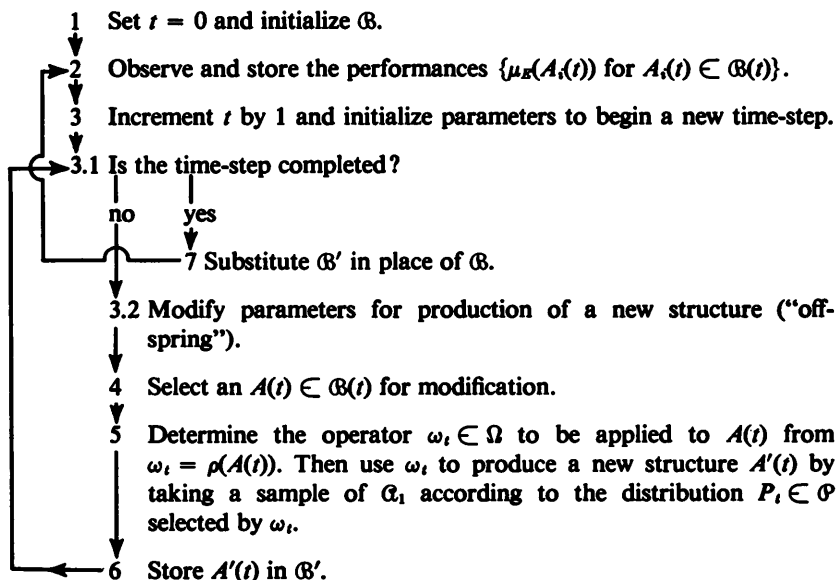 1 Set t = 0 and initialize ℬ.
2 Observe and store the performances {μ_E(A_i(t)) for A_i(t) ∈ ℬ(t)}.
3 Increment t by 1 and initialize parameters to begin a new time-step.
3.1 Is the time-step completed?
no yes
7 Substitute ℬ′ in place of ℬ.
3.2 Modify parameters for production of a new structure (“off-
spring”).
4 Select an A(t) ∈ ℬ(t) for modification.
5 Determine the operator ω_t ∈ Ω to be applied to A(t) from
ω_t = ρ(A(t)). Then use ω_t to produce a new structure A′(t) by
taking a sample of 𝒜₁ according to the distribution P_t ∈ 𝒫
selected by ω_t.
6 Store A′(t) in ℬ′.